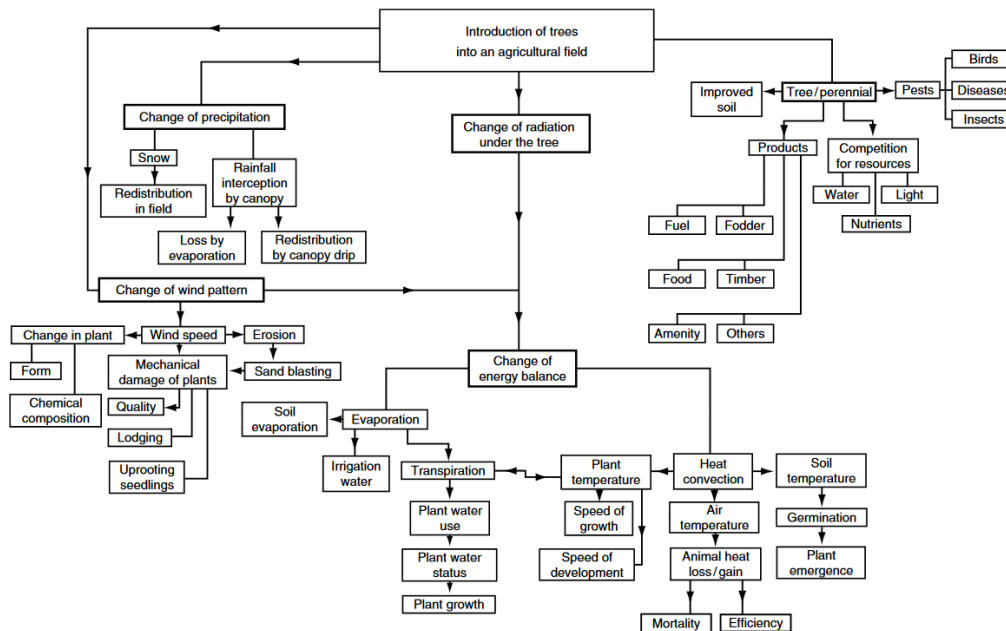 Introduction of trees
into an agricultural field
Birds
Improved
soil
Tree/perennial
Pests
Diseases
Insects
Change of precipitation
Change of radiation
under the tree
Snow
Rainfall
interception
by canopy
Products
Competition
for resources
Redistribution
in field
Water
Light
Fuel
Fodder
Nutrients
Loss by
evaporation
Redistribution
by canopy drip
Food
Timber
Change of wind pattern
Amenity
Others
Change in plant
Wind speed
Erosion
Form
Mechanical
damage of plants
Sand blasting
Change of
energy balance
Chemical
composition
Quality
Lodging
Uprooting
seedlings
Soil
evaporation
Evaporation
Irrigation
water
Transpiration
Plant
temperature
Heat
convection
Soil
temperature
Plant water
use
Speed of
growth
Air
temperature
Germination
Plant water
status
Speed of
development
Animal heat
loss/gain
Plant
emergence
Plant growth
Mortality
Efficiency